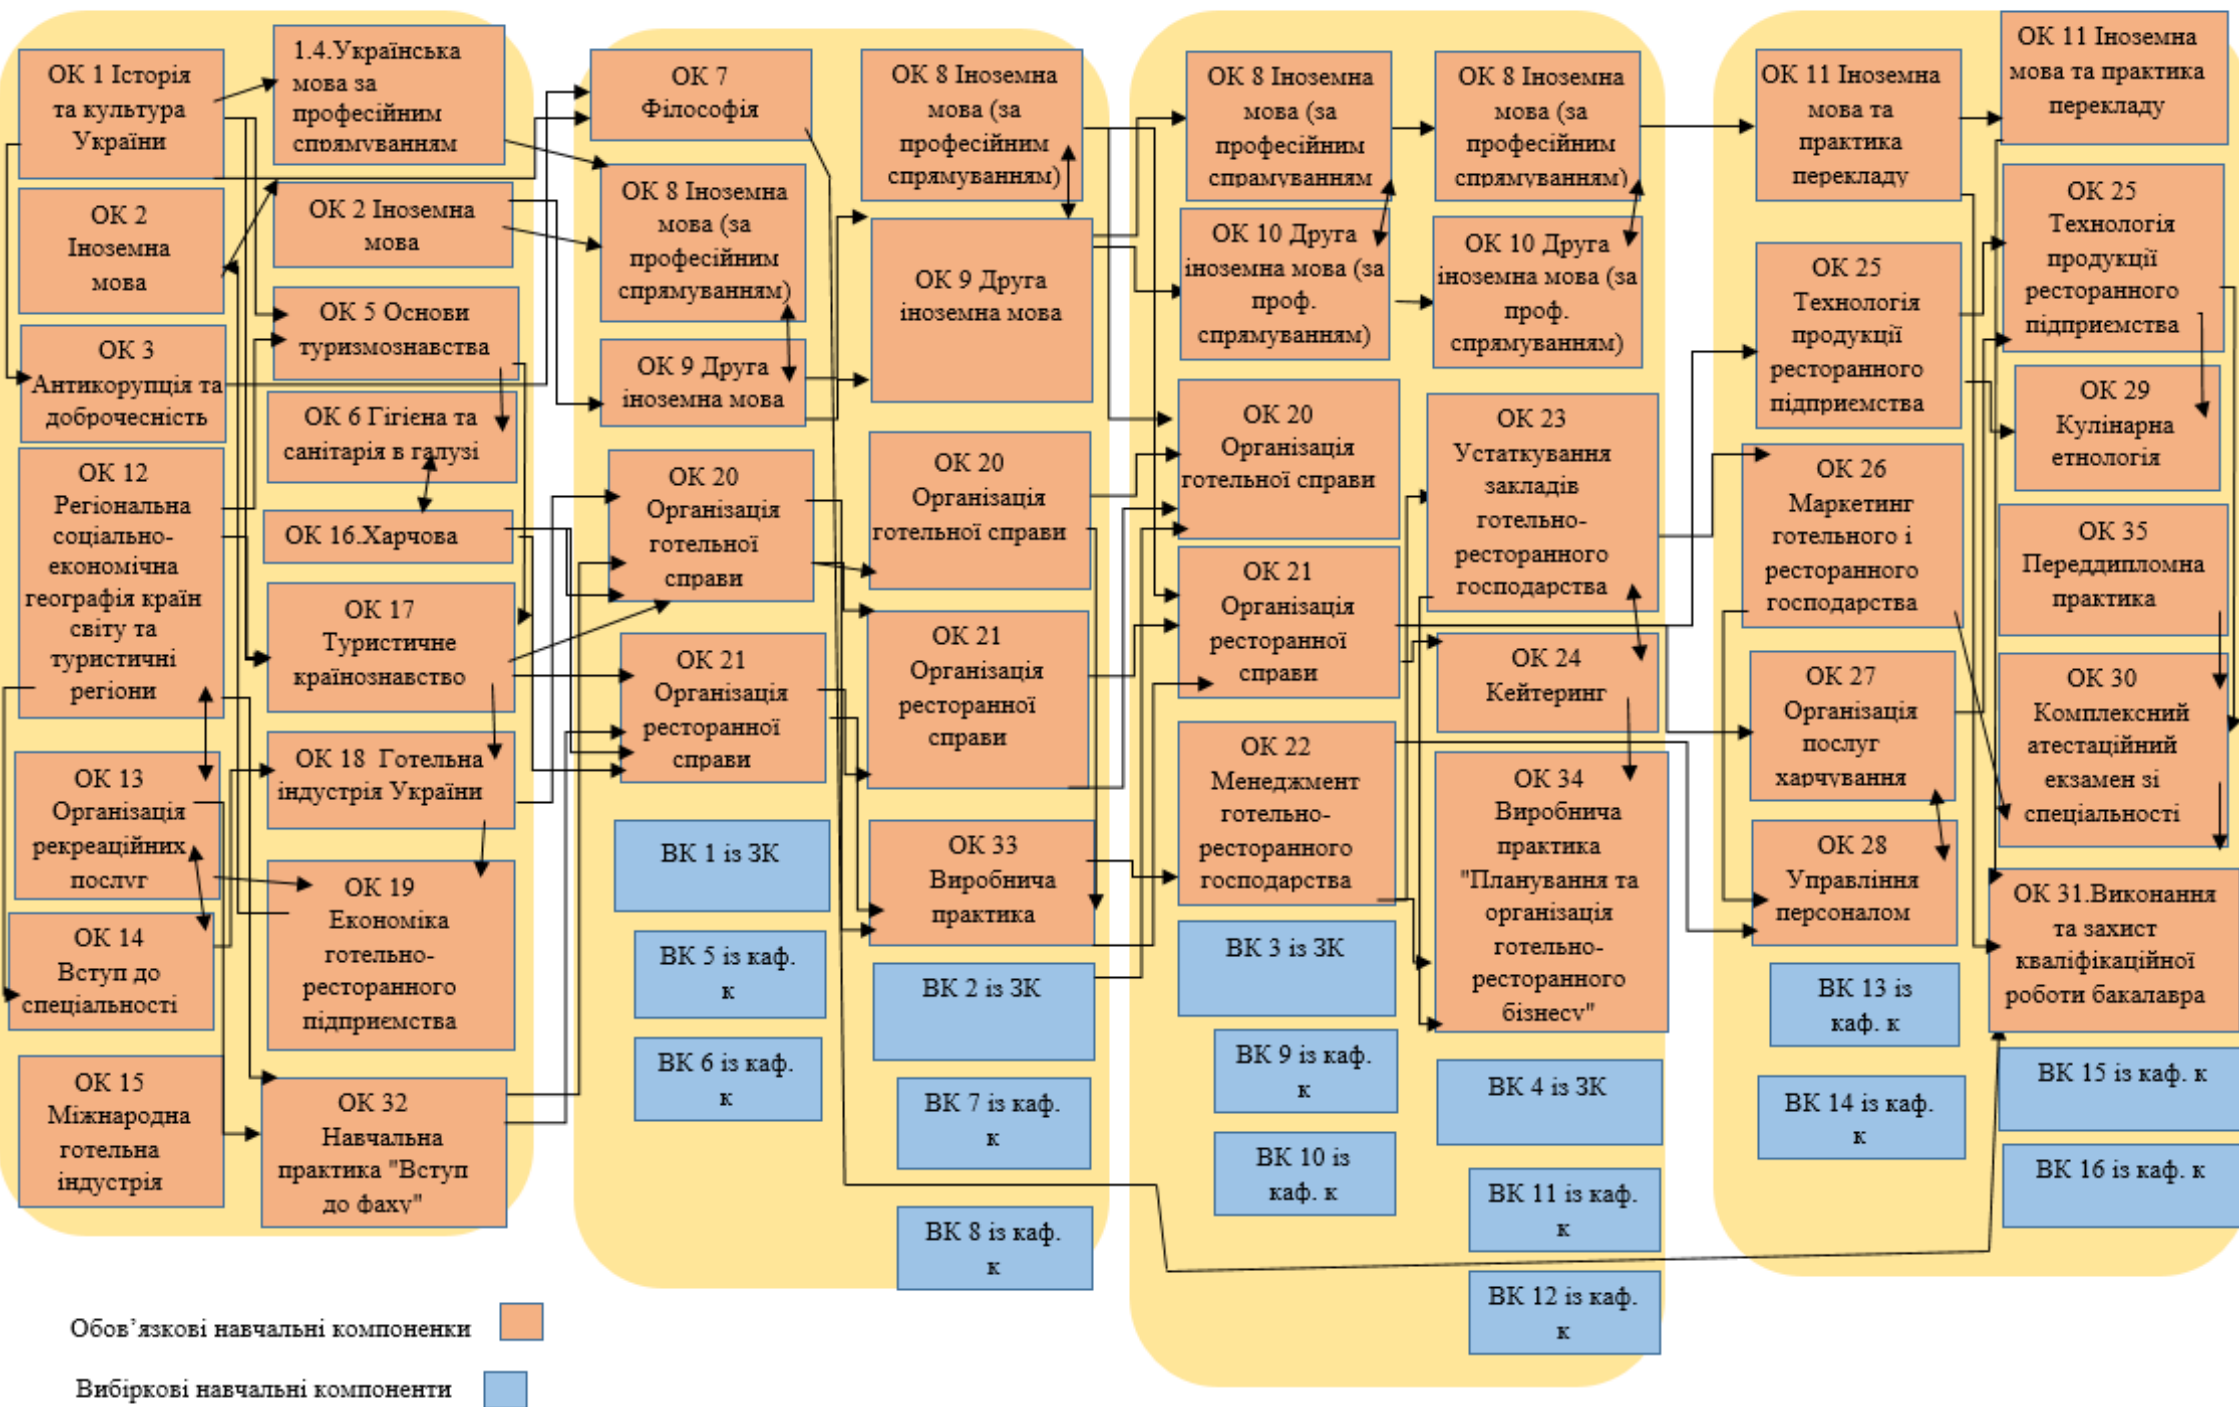 ОК 1 Історія
та культура
України
ОК 2
Іноземна
мова
ОК 3
Антикорупція та
доброчесність
ОК 12
Регіональна
соціально-
економічна
географія країн
світу та
туристичні
регіони
ОК 13
Організація
рекреаційних
послуг
ОК 14
Вступ до
спеціальності
ОК 15
Міжнародна
готельна
індустрія
1.4.Українська
мова за
професійним
спрямуванням
ОК 2 Іноземна
мова
ОК 5 Основи
туризмознавства
ОК 6 Гігієна та
санітарія в галузі
ОК 16.Харчова
ОК 17
Туристичне
країнознавство
ОК 18 Готельна
індустрія України
ОК 19
Економіка
готельно-
ресторанного
підприємства
ОК 32
Навчальна
практика "Вступ
до фаху"
ОК 7
Філософія
ОК 8 Іноземна
мова (за
професійним
спрямуванням)
ОК 9 Друга
іноземна мова
ОК 20
Організація
готельної
справи
ОК 21
Організація
ресторанної
справи
ВК 1 із ЗК
ВК 5 із каф.
к
ВК 6 із каф.
к
ОК 8 Іноземна
мова (за
професійним
спрямуванням)
ОК 9 Друга
іноземна мова
ОК 20
Організація
готельної справи
ОК 21
Організація
ресторанної
справи
ОК 33
Виробнича
практика
ВК 2 із ЗК
ВК 7 із каф.
к
ВК 8 із каф.
к
ОК 8 Іноземна
мова (за
професійним
спрамуванням
ОК 10 Друга
іноземна мова (за
проф.
спрямуванням)
ОК 20
Організація
готельної справи
ОК 21
Організація
ресторанної
справи
ОК 22
Менеджмент
готельно-
ресторанного
господарства
ВК 3 із ЗК
ВК 9 із каф.
к
ВК 10 із
каф. к
ОК 8 Іноземна
мова (за
професійним
спрямуванням)
ОК 10 Друга
іноземна мова (за
проф.
спрямуванням)
ОК 23
Устаткування
закладів
готельно-
ресторанного
господарства
ОК 24
Кейтеринг
ОК 34
Виробнича
практика
"Планування та
організація
готельно-
ресторанного
бізнесу"
ВК 4 із ЗК
ВК 11 із каф.
к
ВК 12 із каф.
к
ОК 11 Іноземна
мова та
практика
перекладу
ОК 25
Технологія
продукції
ресторанного
підприємства
ОК 26
Маркетинг
готельного і
ресторанного
господарства
ОК 27
Організація
послуг
харчування
ОК 28
Управління
персоналом
ВК 13 із
каф. к
ВК 14 із каф.
к
ОК 11 Іноземна
мова та практика
перекладу
ОК 25
Технологія
продукції
ресторанного
підприємства
ОК 29
Кулінарна
етнологія
ОК 35
Переддипломна
практика
ОК 30
Комплексний
атестаційний
екзамен зі
спеціальності
ОК 31.Виконання
та захист
кваліфікаційної
роботи бакалавра
ВК 15 із каф. к
ВК 16 із каф. к
Обов’язкові навчальні компоненки
Вибіркові навчальні компоненти